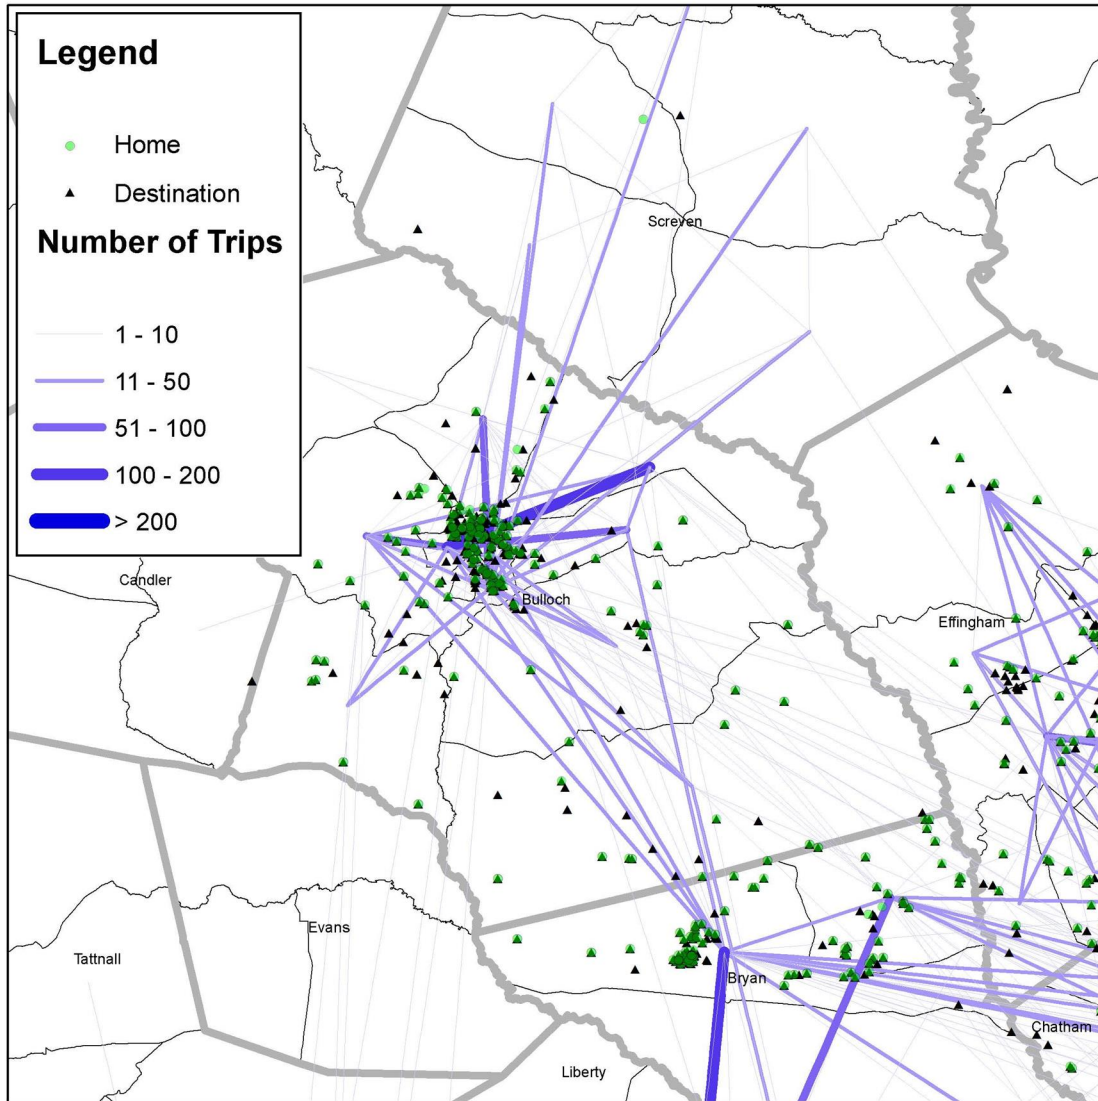 Legend
Home
Destination
Number of Trips
1 - 10
11 - 50
51 - 100
100 - 200
> 200
Screven
Candler
Bulloch
Effingham
Evans
Tattnall
Bryan
Chatham
Liberty